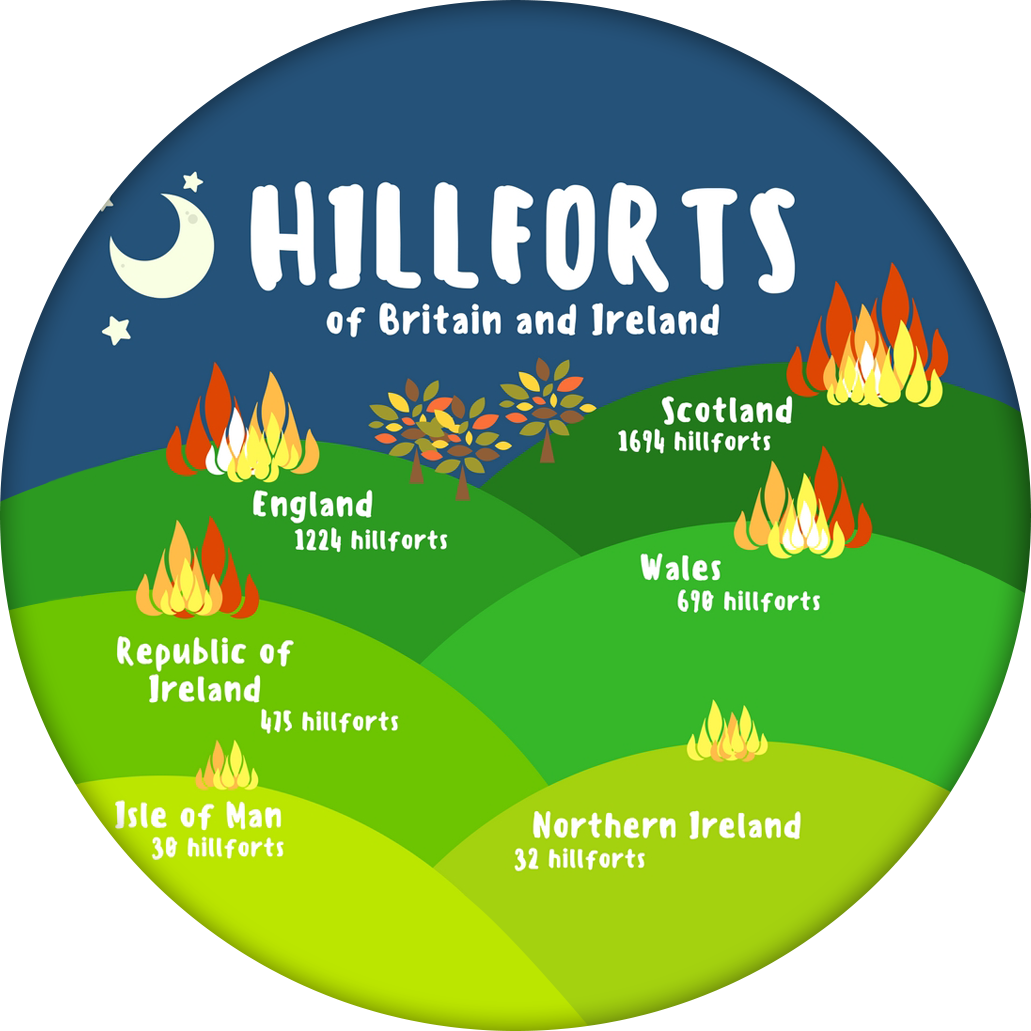 HILLFORTS
of Britain and Ireland
Scotland
1694 hillforts
England
1224 hillforts
Wales
690 hillforts
Republic of
Ireland
475 hillforts
Isle of Man
30 hillforts
Northern Ireland
32 hillforts